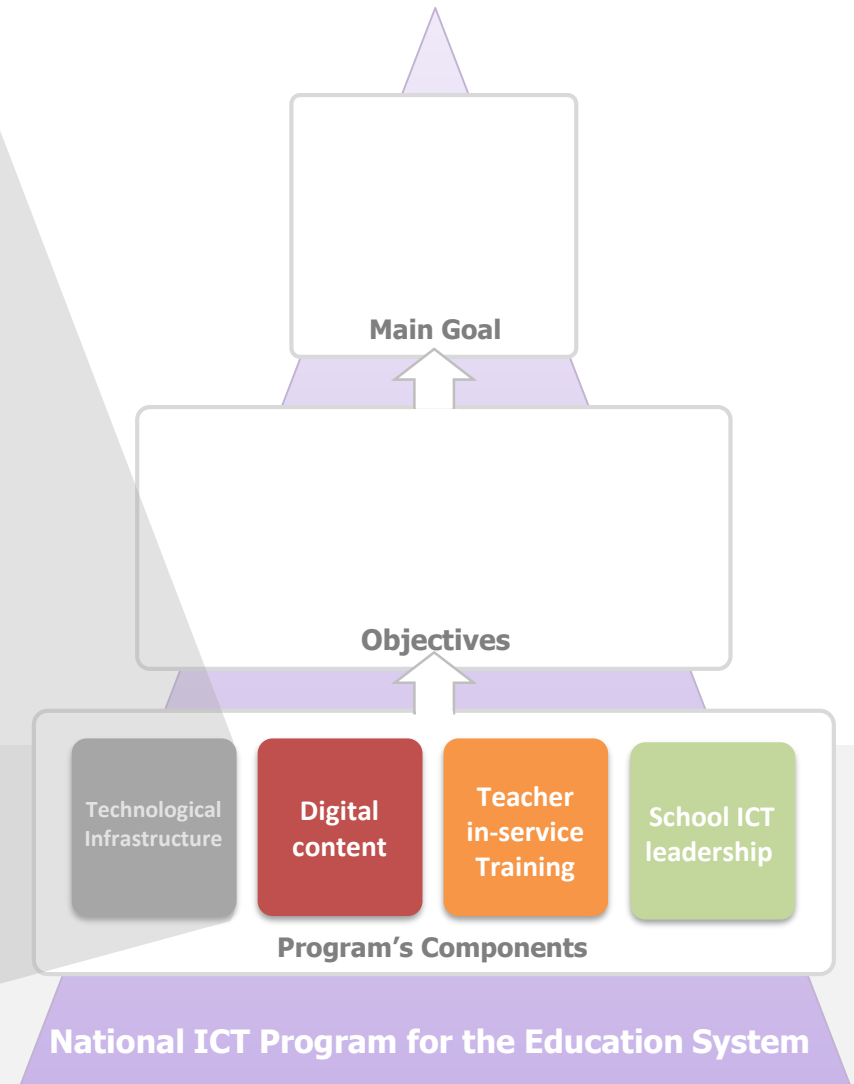 Main Goal
Objectives
Technological
Infrastructure
Digital
content
Teacher
in-service
Training
School ICT
leadership
Program’s Components
National ICT Program for the Education System